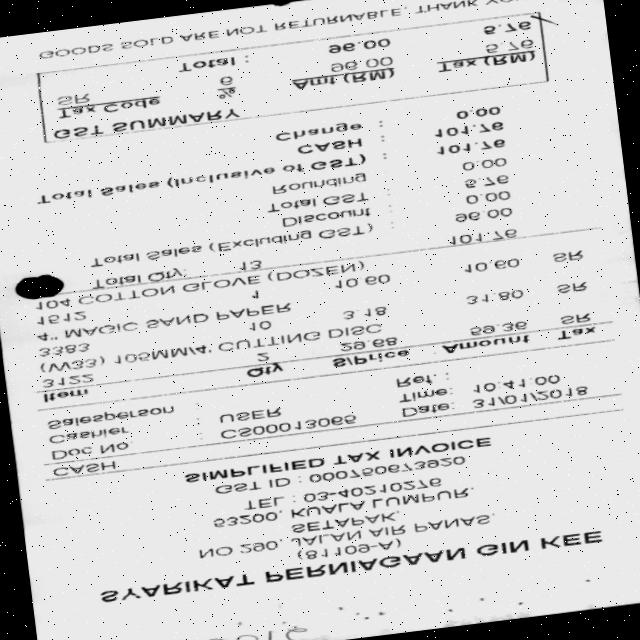 SYARIKAT PERNIAGAAN GIN KEE
(81109-A)
NO 290, JALAN AIR PANAS.
SETAPAK.
53200, KUALA LUMPUR.
TEL : 03-40210276
GST ID : 000750673920
SIMPLIFIED TAX INVOICE
CASH
Doc No : CS00013065 Date: 31/01/2018
Cashier : USER Time: 10:41:00
Salesperson : Ref.:
Item Qty S/Price Amount Tax
3122 2 29.68 59.36 SR
(W33) 105MM/4' CUTTING DISC
3383 10 3.18 31.80 SR
4" MAGIC SAND PAPER
1612 1 10.60 10.60 SR
104 COTTON GLOVE (DOZEN)
Total Qty: 13 101.76
Total Sales (Excluding GST) : 96.00
Discount : 0.00
Total GST : 5.76
Rounding 0.00
Total Sales (Inclusive of GST) : 101.76
CASH : 101.76
Change : 0.00
GST SUMMARY
Tax Code % Amt (RM) Tax (RM)
SR 6 96.00 5.76
Total : 96.00 5.76
GOODS SOLD ARE NOT RETURNABLE, THANK